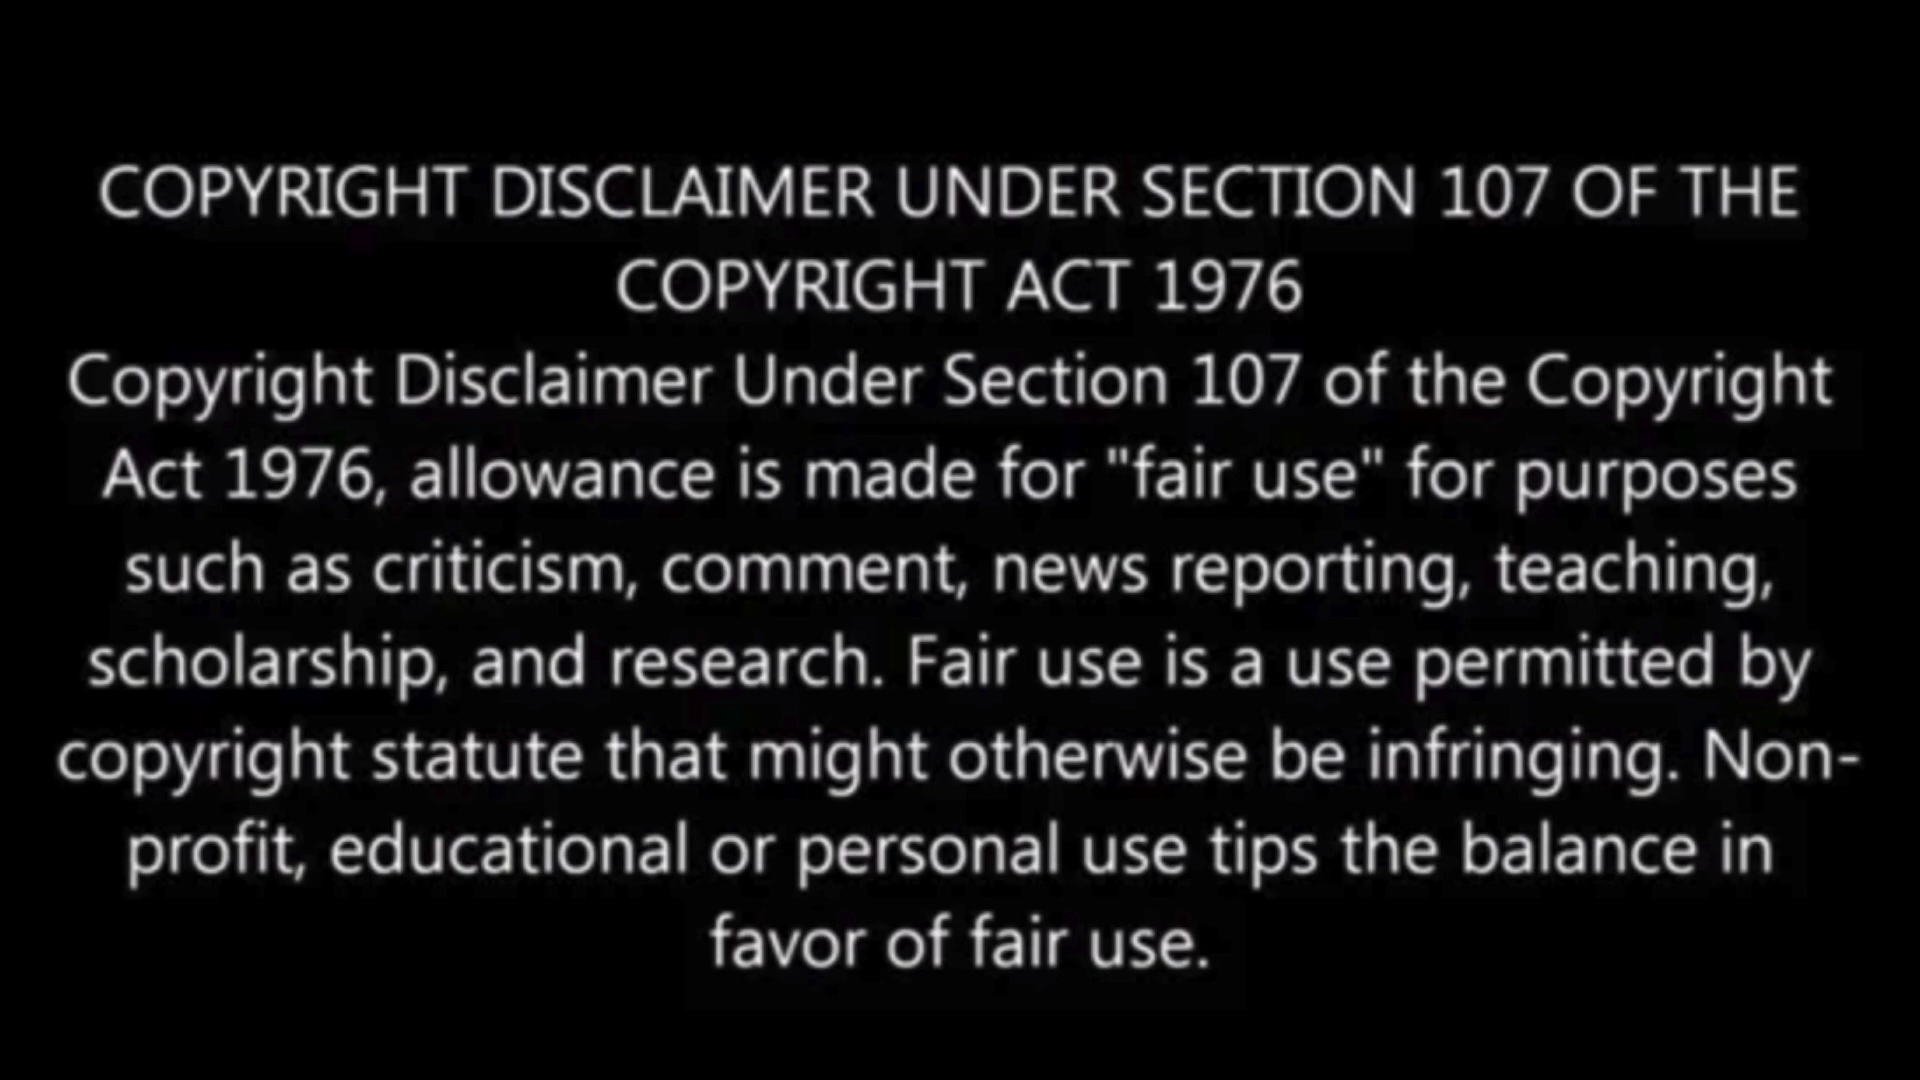 COPYRIGHT DISCLAIMER UNDER SECTION 107 OF THE
COPYRIGHT ACT 1976
Copyright Disclaimer Under Section 107 of the Copyright
Act 1976, allowance is made for "fair use" for purposes
such as criticism, comment, news reporting, teaching,
scholarship, and research. Fair use is a use permitted by
copyright statute that might otherwise be infringing. Non-
profit, educational or personal use tips the balance in
favor of fair use.